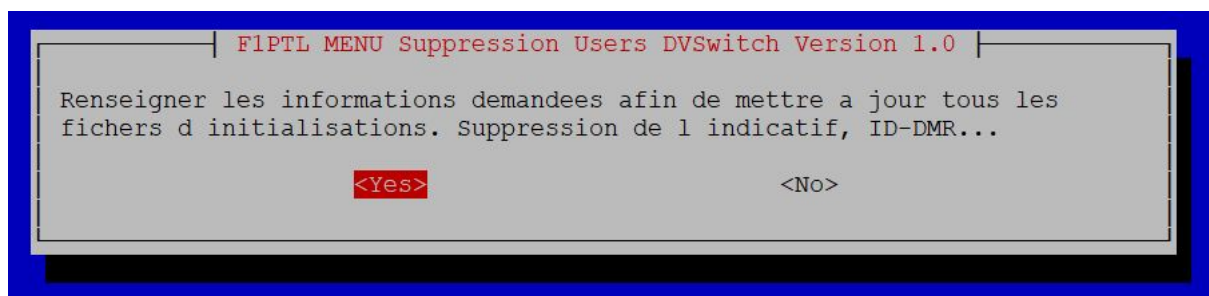 F1PTL MENU Suppression Users DVSwitch Version 1.0
Renseigner les informations demandees afin de mettre a jour tous les
fichers d initialisations. Suppression de l indicatif, ID-DMR...
<Yes> <No>